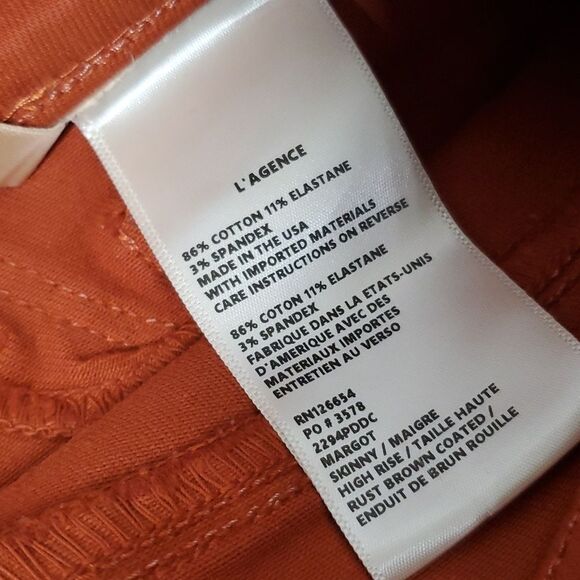 L'AGENCE
86% COTTON 11% ELASTANE
3% SPANDEX
MADE IN THE USA
WITH IMPORTED MATERIALS
CARE INSTRUCTIONS ON REVERSE
86% COTON 11% ELASTANE
3% SPANDEX
FABRIQUE DANS LA ETATS-UNIS
D'AMERIQUE AVEC DES
MATERIAUX IMPORTES
ENTRETIEN AU VERSO
RN126654
PO # 3578
2294PDDC
MARGOT
SKINNY / MAIGRE
HIGH RISE / TAILLE HAUTE
RUST BROWN COATED /
ENDUIT DE BRUN ROUILLE